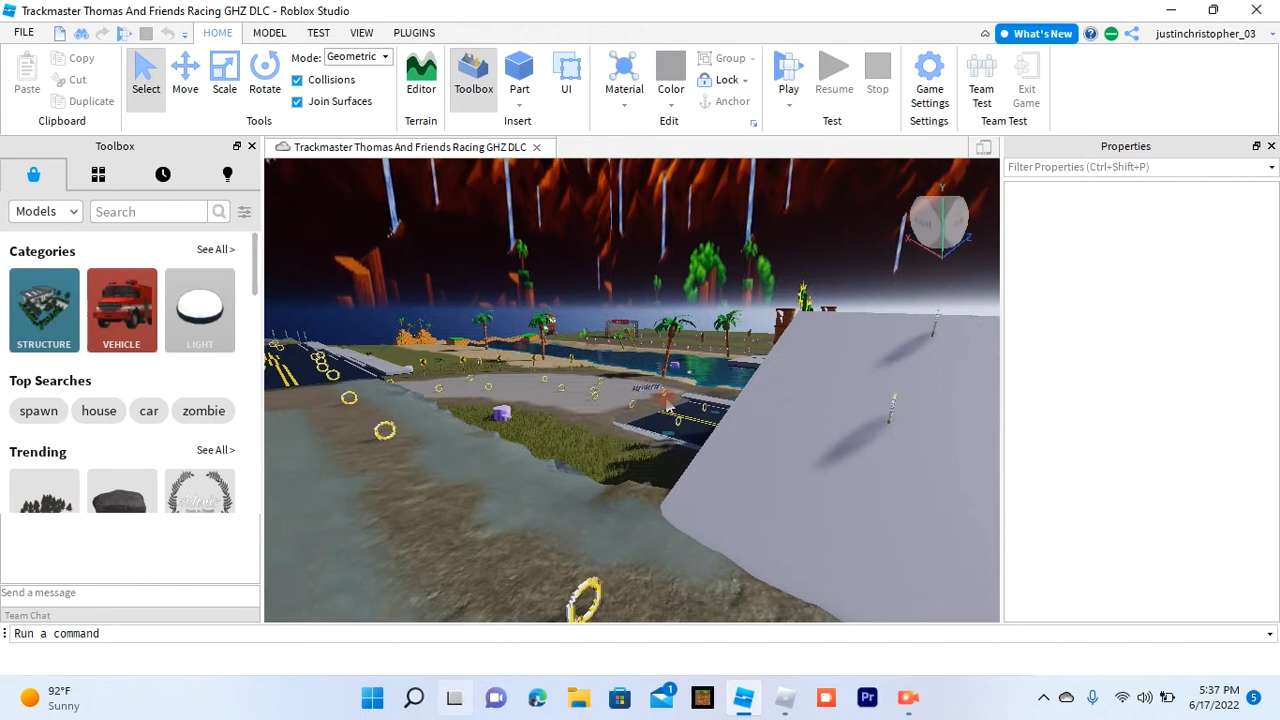 Trackmaster Thomas And Friends Racing GHZ DLC - Roblox Studio
FILE HOME MODEL TEST VIEW PLUGINS What's New justinchristopher_03
Paste Copy Cut Duplicate
Clipboard
Select Move Scale Rotate
Mode: Geometric
Collisions
Join Surfaces
Tools
Editor
Terrain
Toolbox Part UI
Insert
Material Color Group Lock Anchor
Edit
Play Resume Stop
Test
Game Settings
Settings
Team Test Exit Game
Team Test
Toolbox
Trackmaster Thomas And Friends Racing GHZ DLC
Properties
Filter Properties (Ctrl+Shift+P)
Models Search
Categories See All >
STRUCTURE VEHICLE LIGHT
Top Searches
spawn house car zombie
Trending See All >
Y
X
Z
Send a message
Team Chat
Run a command
92°F
Sunny
1
5:37 PM
6/17/2022
5